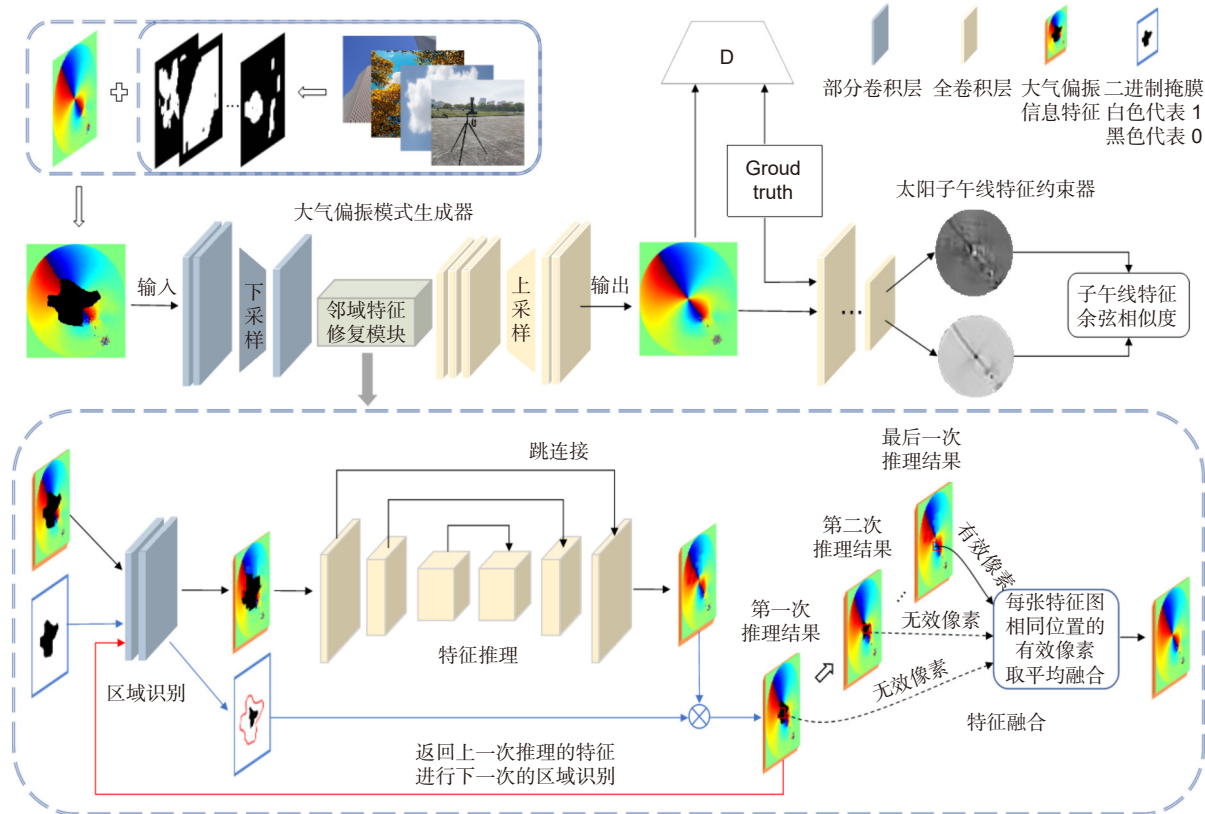 D
部分卷积层
全卷积层
大气偏振
信息特征
二进制掩膜
白色代表 1
黑色代表 0
...
Groud
truth
大气偏振模式生成器
太阳子午线特征约束器
输入
下采样
邻域特征
修复模块
上采样
输出
...
子午线特征
余弦相似度
跳连接
最后一次
推理结果
第二次
推理结果
有效像素
...
第一次
推理结果
无效像素
每张特征图
相同位置的
有效像素
取平均融合
特征推理
无效像素
区域识别
特征融合
返回上一次推理的特征
进行下一次的区域识别